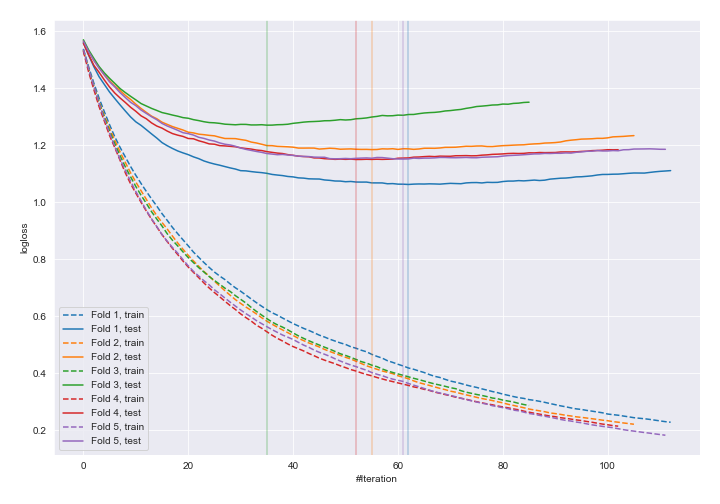 1.6
1.4
1.2
1.0
0.8
0.6
0.4
0.2
logloss
Fold 1, train
Fold 1, test
Fold 2, train
Fold 2, test
Fold 3, train
Fold 3, test
Fold 4, train
Fold 4, test
Fold 5, train
Fold 5, test
0 20 40 60 80 100
#Iteration